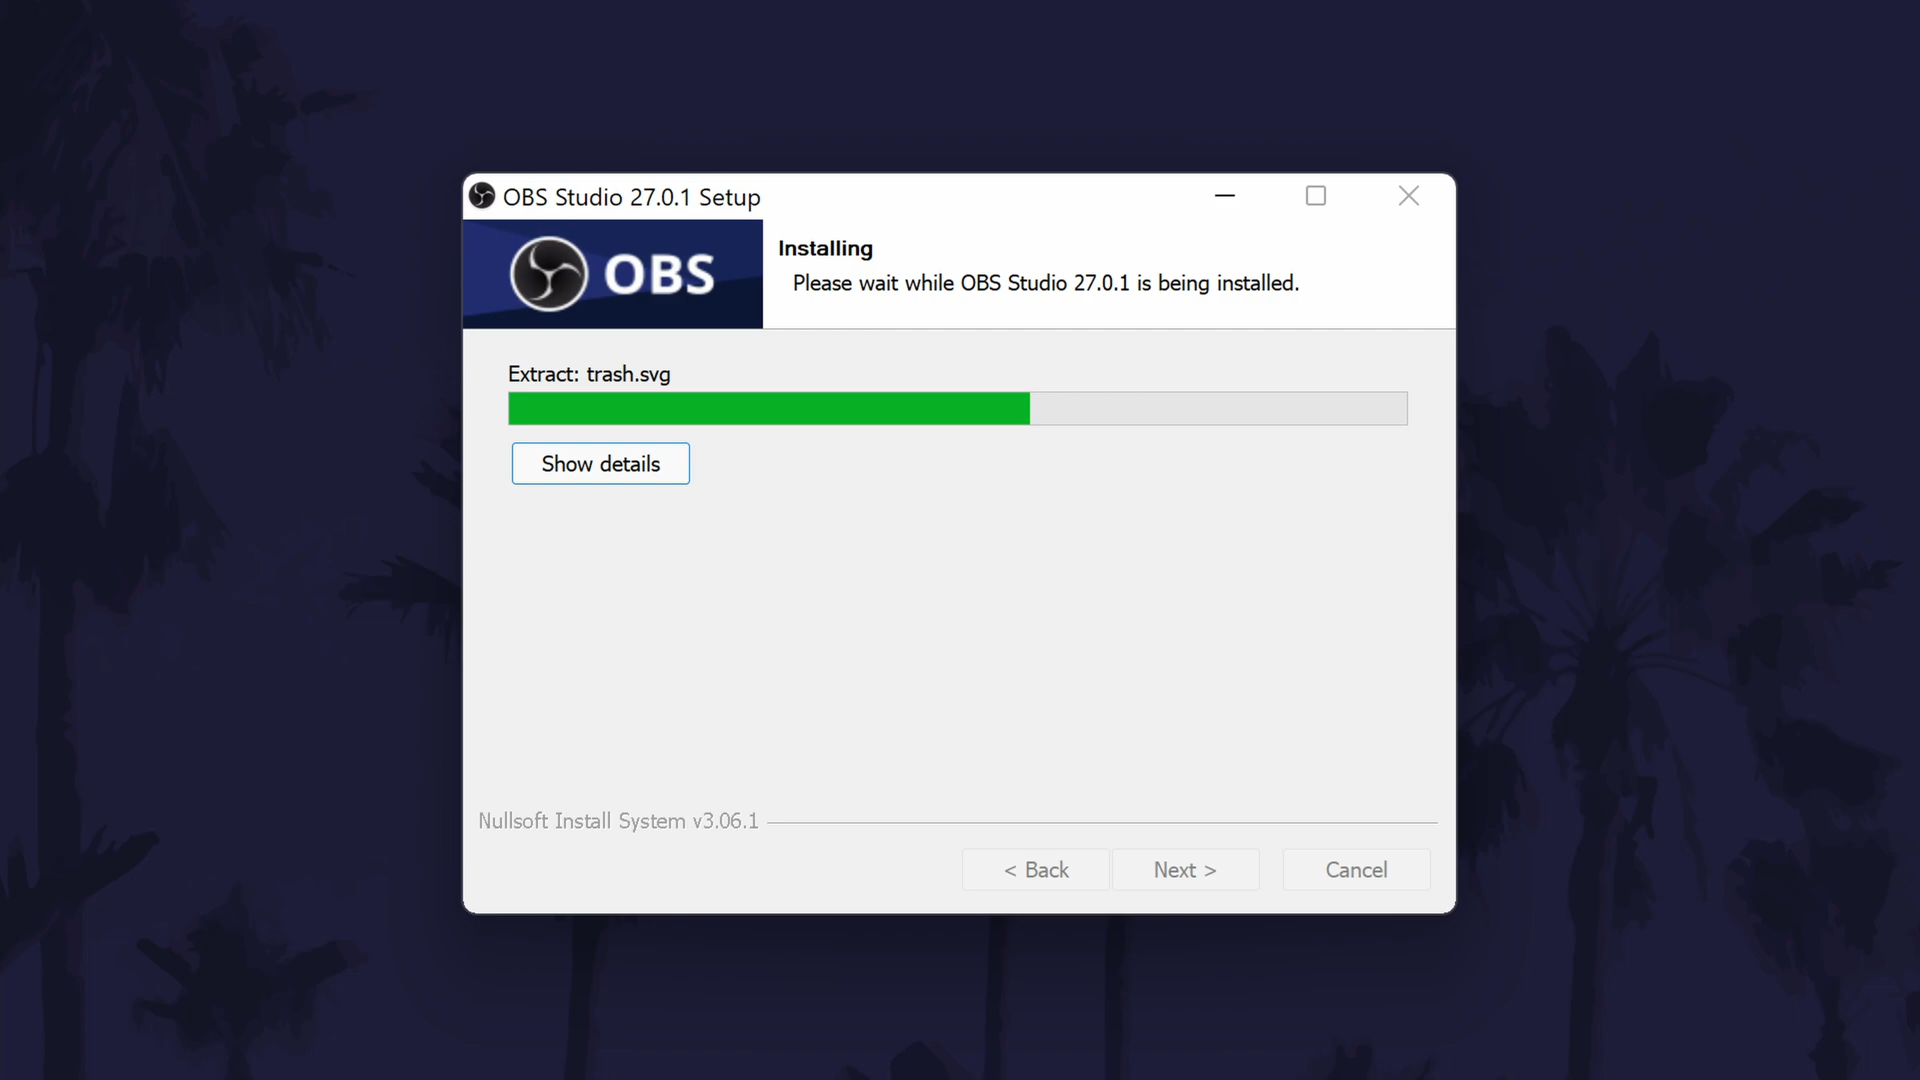 OBS Studio 27.0.1 Setup
OBS
Installing
Please wait while OBS Studio 27.0.1 is being installed.
Extract: trash.svg
Show details
Nullsoft Install System v3.06.1
< Back
Next >
Cancel